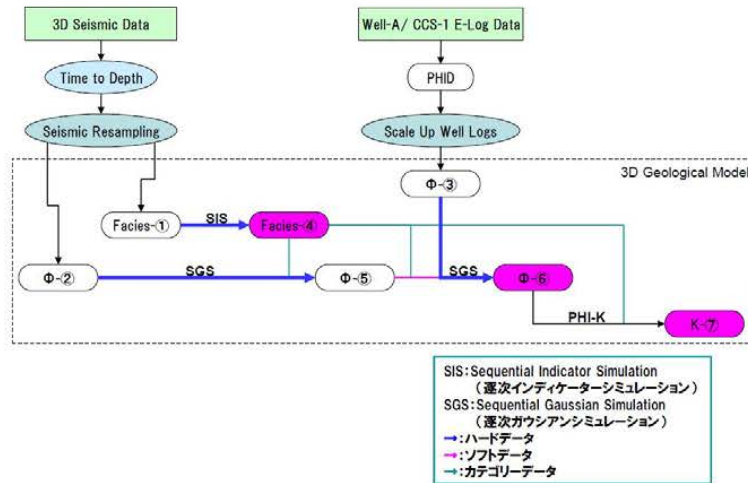 3D Seismic Data
Well-A/ CCS-1 E-Log Data
Time to Depth
PHID
Seismic Resampling
Scale Up Well Logs
3D Geological Model
Φ-③
Facies-①
SIS
Facies-④
Φ-②
SGS
Φ-⑤
SGS
Φ-⑥
PHI-K
K-⑦
SIS:Sequential Indicator Simulation
(逐次インディケーターシミュレーション)
SGS:Sequential Gaussian Simulation
(逐次ガウシアンシミュレーション)
→:ハードデータ
→:ソフトデータ
→:カテゴリーデータ